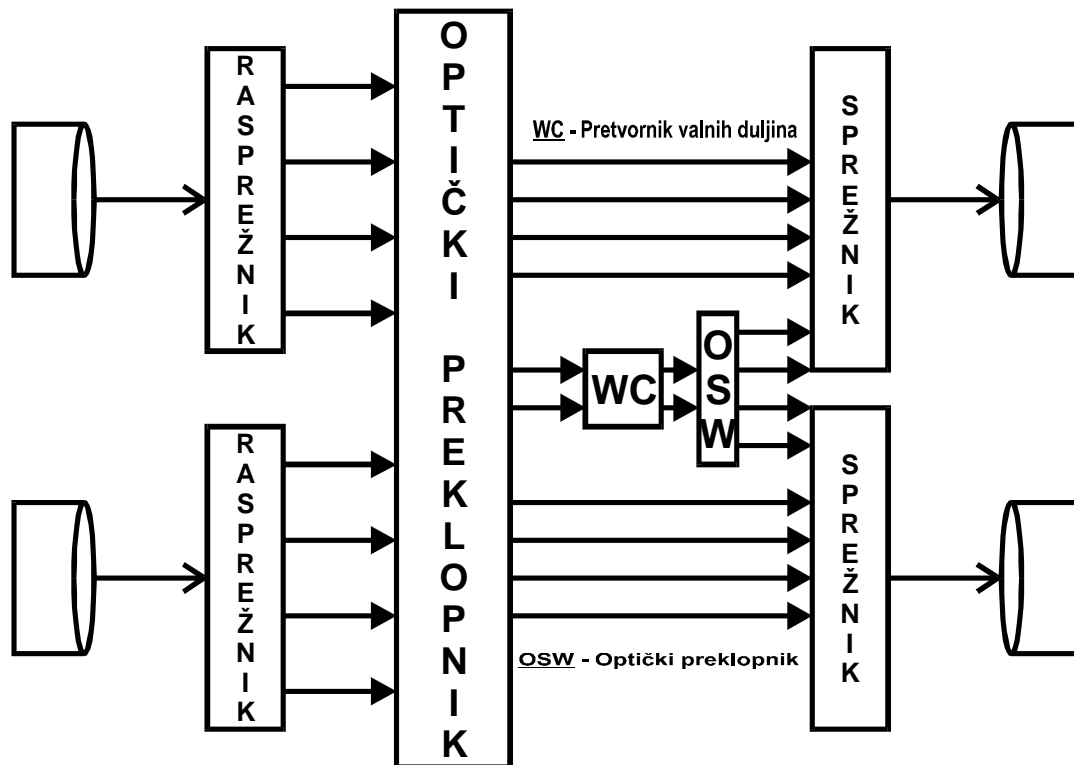 RASPREŽNIK
RASPREŽNIK
OPTIČKI PREKLOPNIK
WC - Pretvornik valnih duljina
WC
OSW
OSW - Optički preklopnik
SPREŽNIK
SPREŽNIK